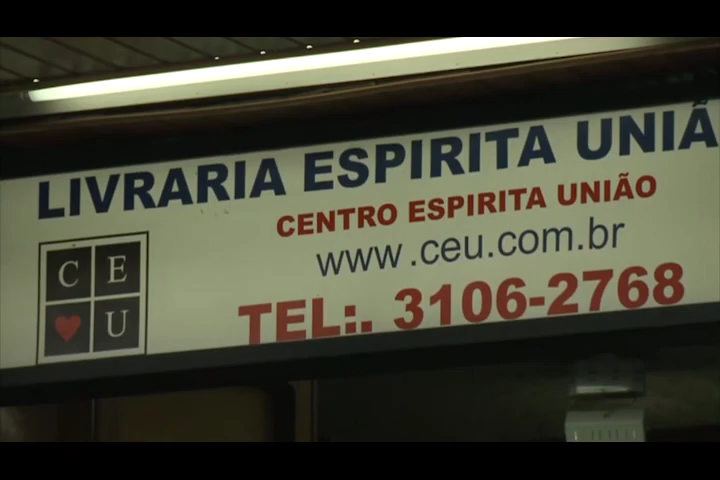 LIVRARIA ESPIRITA UNIÃ
CENTRO ESPIRITA UNIÃO
www.ceu.com.br
TEL:. 3106-2768
C E
U